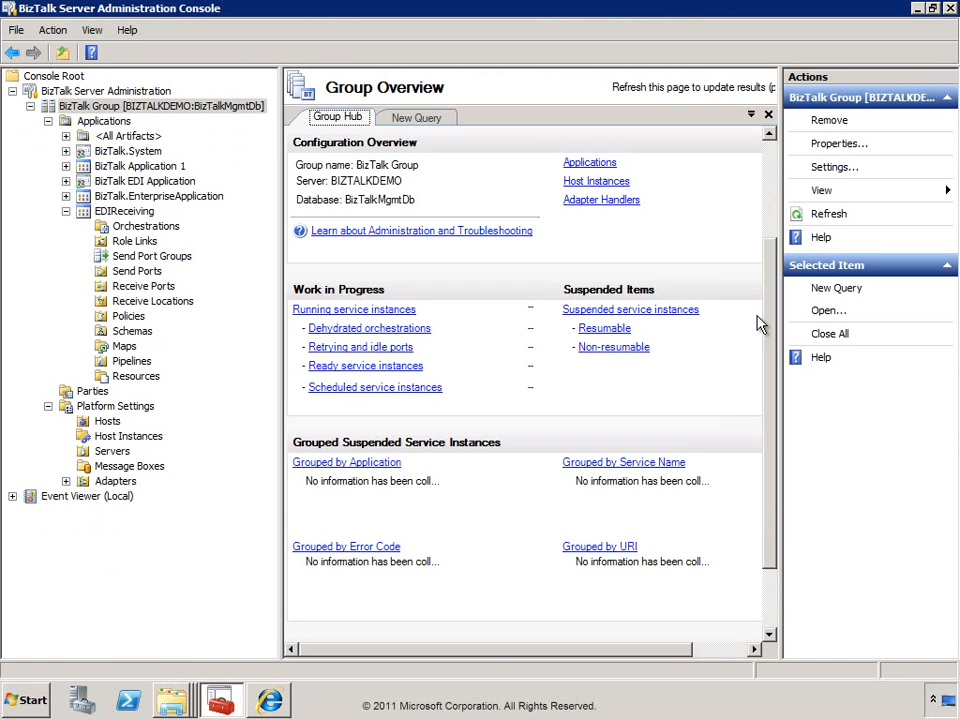 BizTalk Server Administration Console
File Action View Help
Console Root
BizTalk Server Administration
BizTalk Group [BIZTALKDEMO:BizTalkMgmtDb]
Applications
<All Artifacts>
BizTalk.System
BizTalk Application 1
BizTalk EDI Application
BizTalk.EnterpriseApplication
EDIReceiving
Orchestrations
Role Links
Send Port Groups
Send Ports
Receive Ports
Receive Locations
Policies
Schemas
Maps
Pipelines
Resources
Parties
Platform Settings
Hosts
Host Instances
Servers
Message Boxes
Adapters
Event Viewer (Local)
BT
Group Overview
Refresh this page to update results (p
Group Hub New Query
Configuration Overview
Group name: BizTalk Group
Server: BIZTALKDEMO
Database: BizTalkMgmtDb
Applications
Host Instances
Adapter Handlers
Learn about Administration and Troubleshooting
Work in Progress
Running service instances --
- Dehydrated orchestrations --
- Retrying and idle ports --
- Ready service instances --
- Scheduled service instances --
Suspended Items
Suspended service instances
- Resumable
- Non-resumable
Grouped Suspended Service Instances
Grouped by Application
No information has been coll...
Grouped by Service Name
No information has been coll...
Grouped by Error Code
No information has been coll...
Grouped by URI
No information has been coll...
Actions
BizTalk Group [BIZTALKDE...
Remove
Properties...
Settings...
View
Refresh
Help
Selected Item
New Query
Open...
Close All
Help
Start
© 2011 Microsoft Corporation. All Rights Reserved.